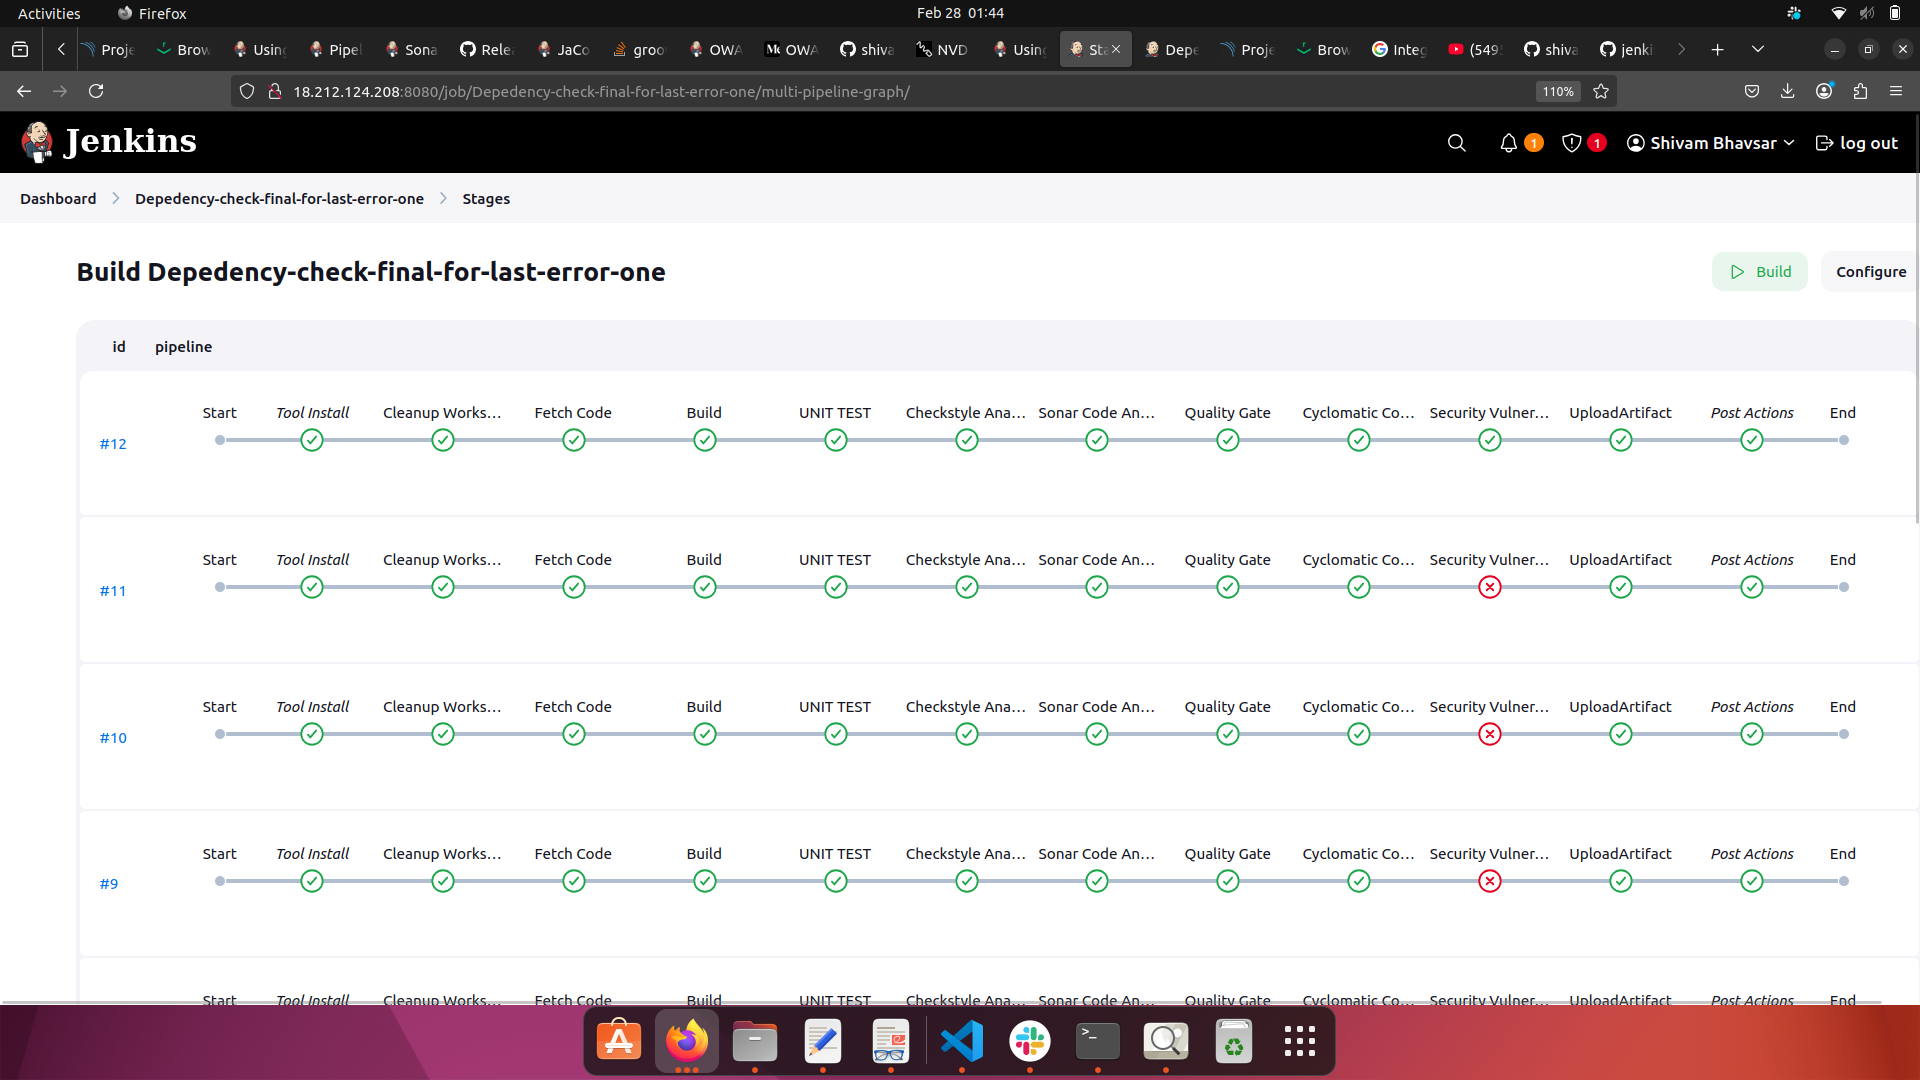 Activities Firefox Feb 28 01:44
Proje Brow Using Pipel Sona Relea JaCo groo OWA OWA shiva NVD Using Sta Depe Proje Brow Integ (549 shiva jenki
18.212.124.208:8080/job/Depedency-check-final-for-last-error-one/multi-pipeline-graph/ 110%
Jenkins 1 1 Shivam Bhavsar log out
Dashboard Depedency-check-final-for-last-error-one Stages
Build Depedency-check-final-for-last-error-one Build Configure
id pipeline
Start Tool Install Cleanup Works... Fetch Code Build UNIT TEST Checkstyle Ana... Sonar Code An... Quality Gate Cyclomatic Co... Security Vulner... UploadArtifact Post Actions End
#12
Start Tool Install Cleanup Works... Fetch Code Build UNIT TEST Checkstyle Ana... Sonar Code An... Quality Gate Cyclomatic Co... Security Vulner... UploadArtifact Post Actions End
#11
Start Tool Install Cleanup Works... Fetch Code Build UNIT TEST Checkstyle Ana... Sonar Code An... Quality Gate Cyclomatic Co... Security Vulner... UploadArtifact Post Actions End
#10
Start Tool Install Cleanup Works... Fetch Code Build UNIT TEST Checkstyle Ana... Sonar Code An... Quality Gate Cyclomatic Co... Security Vulner... UploadArtifact Post Actions End
#9
Start Tool Install Cleanup Works... Fetch Code Build UNIT TEST Checkstyle Ana... Sonar Code An... Quality Gate Cyclomatic Co... Security Vulner... UploadArtifact Post Actions End